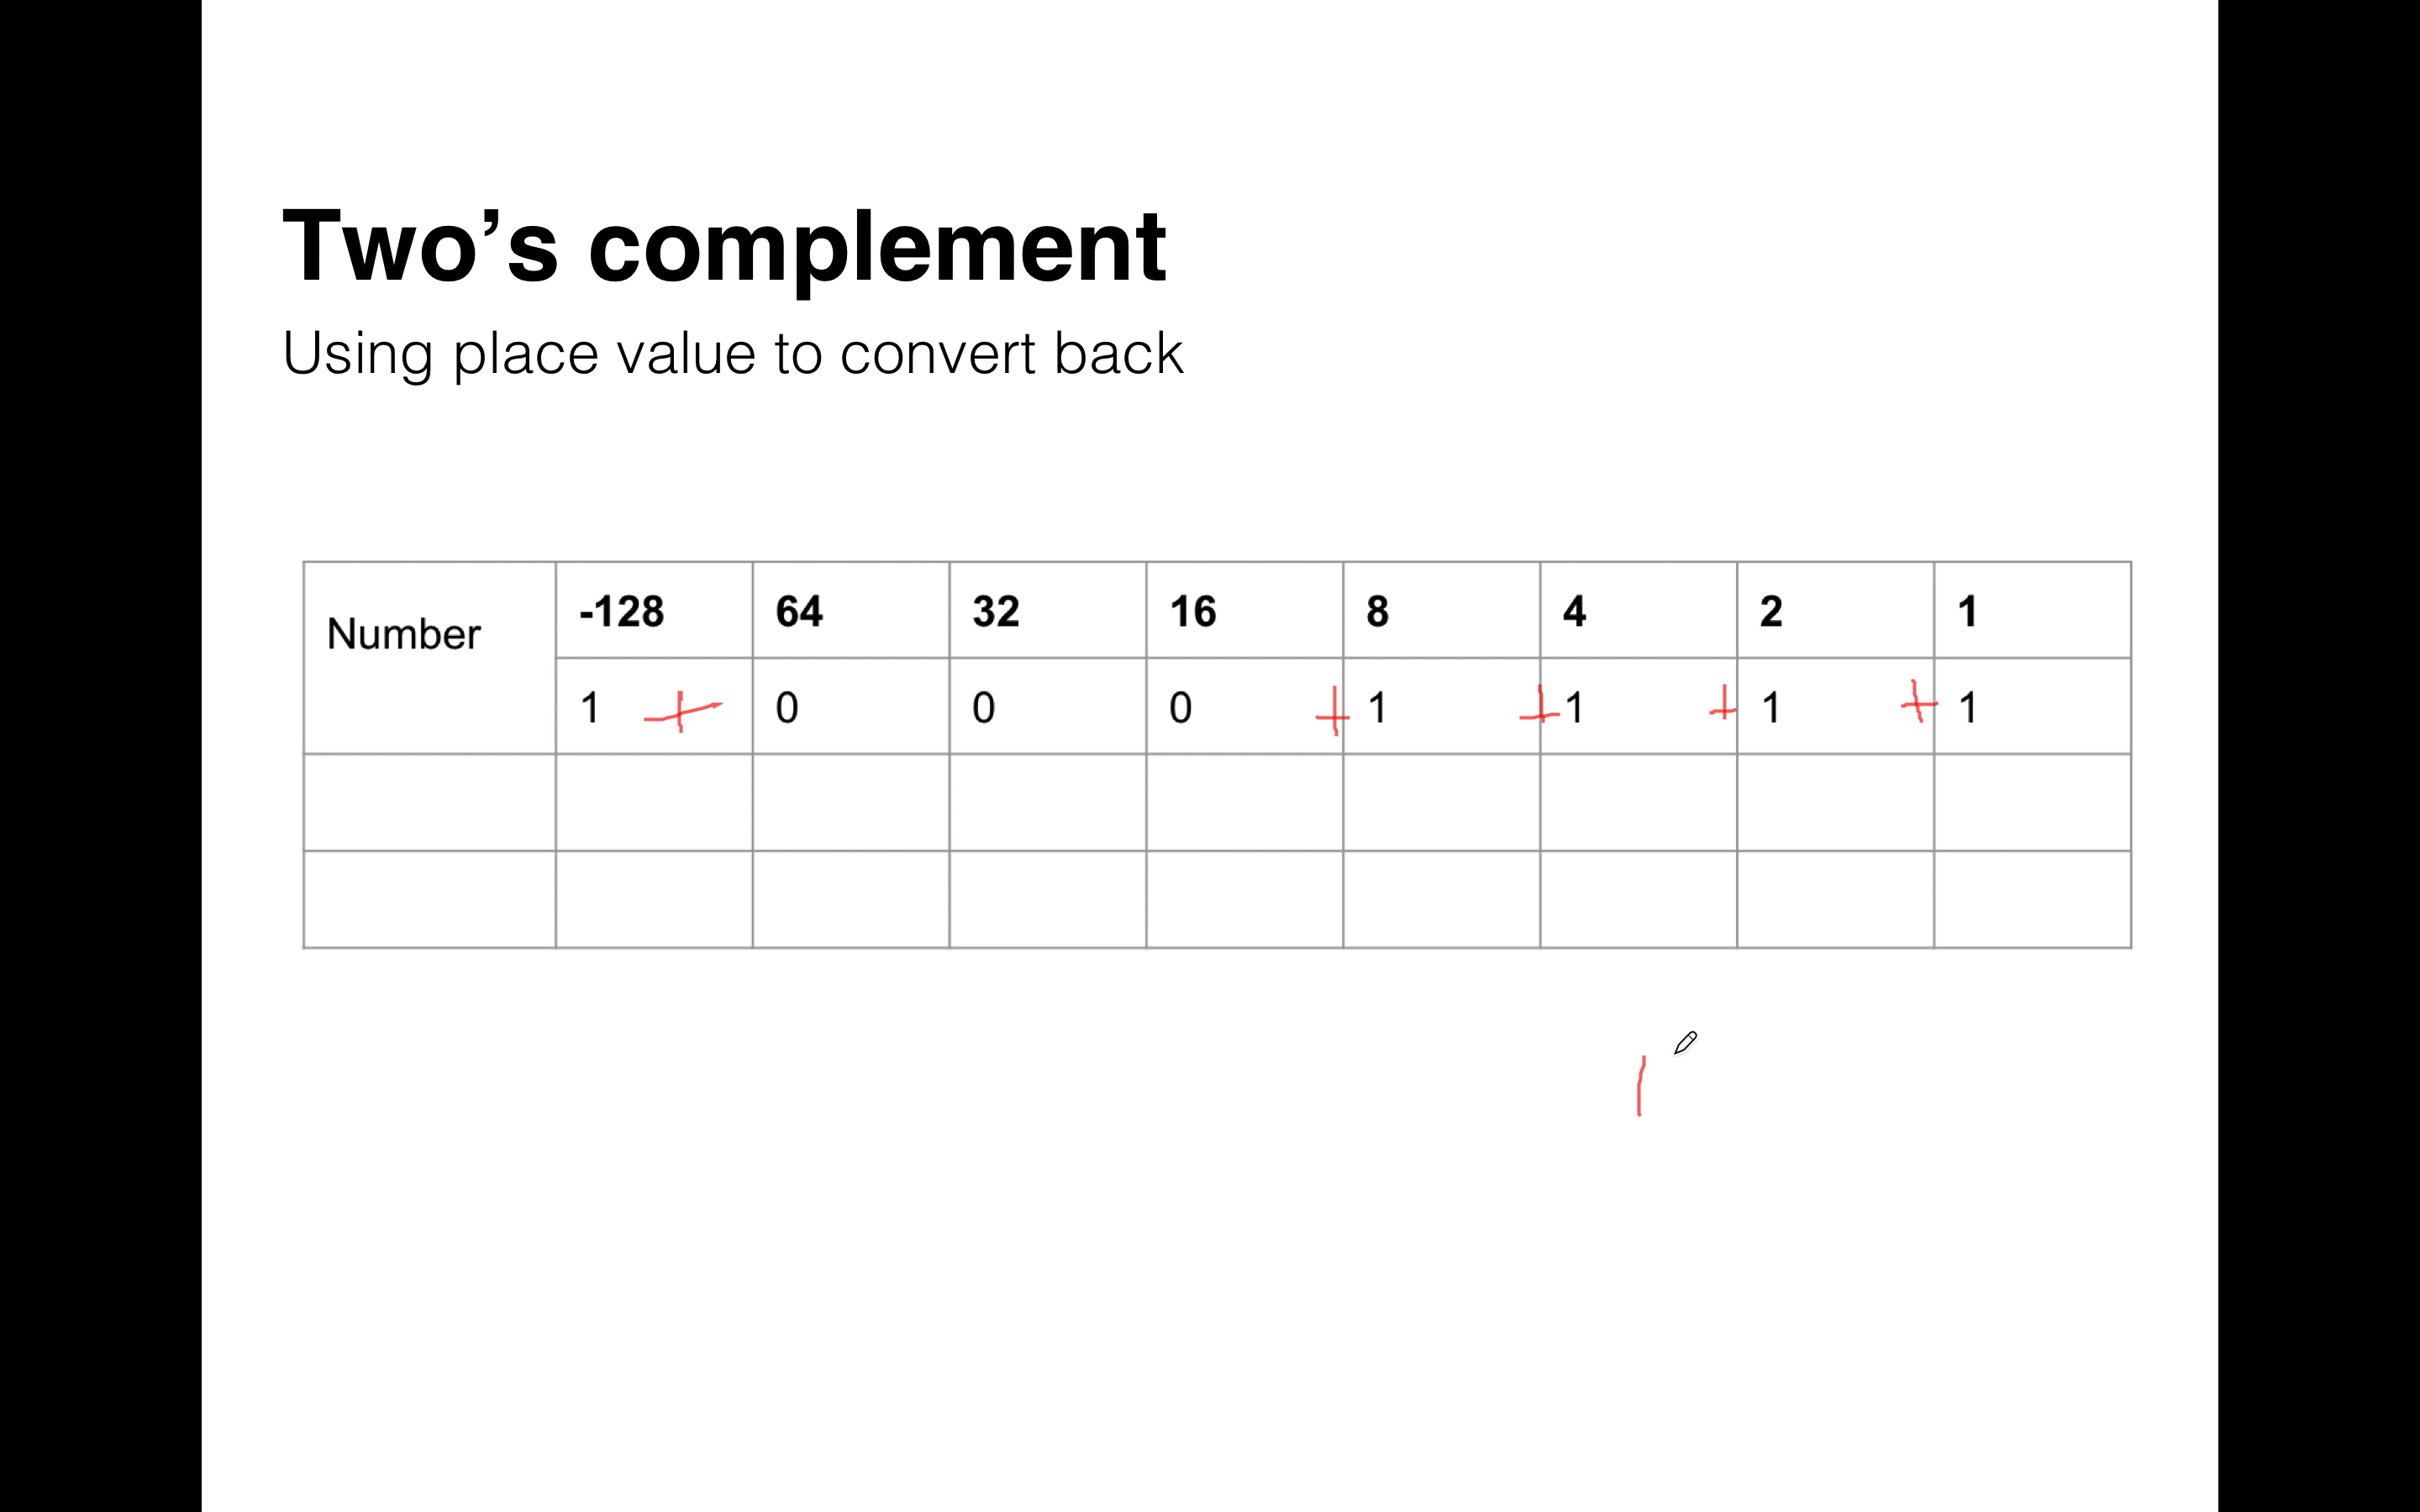 Two’s complement
Using place value to convert back
Number -128 64 32 16 8 4 2 1
1 + 0 0 0 + 1 + 1 + 1 + 1
1